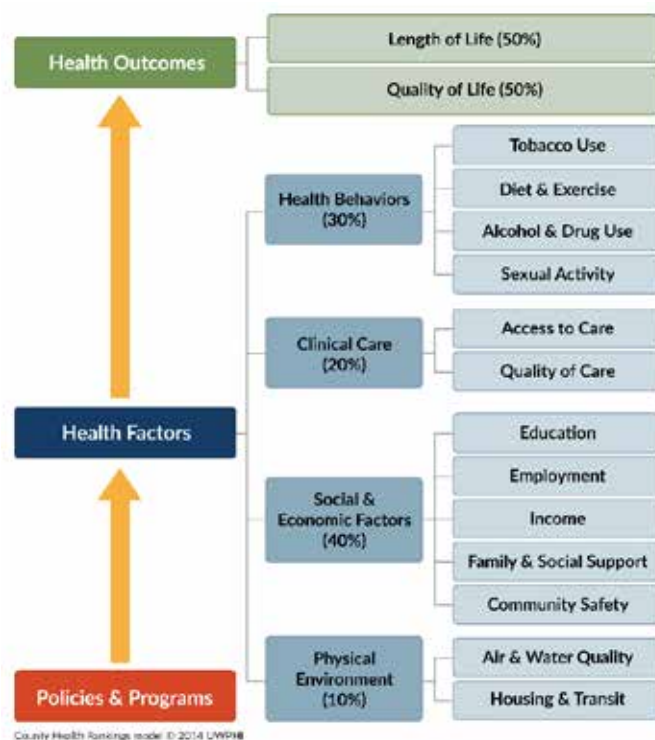 Health Outcomes
Length of Life (50%)
Quality of Life (50%)
Health Behaviors
(30%)
Tobacco Use
Diet & Exercise
Alcohol & Drug Use
Sexual Activity
Clinical Care
(20%)
Access to Care
Quality of Care
Health Factors
Social &
Economic Factors
(40%)
Education
Employment
Income
Family & Social Support
Community Safety
Physical
Environment
(10%)
Air & Water Quality
Housing & Transit
Policies & Programs
County Health Rankings model © 2014 UWPHI